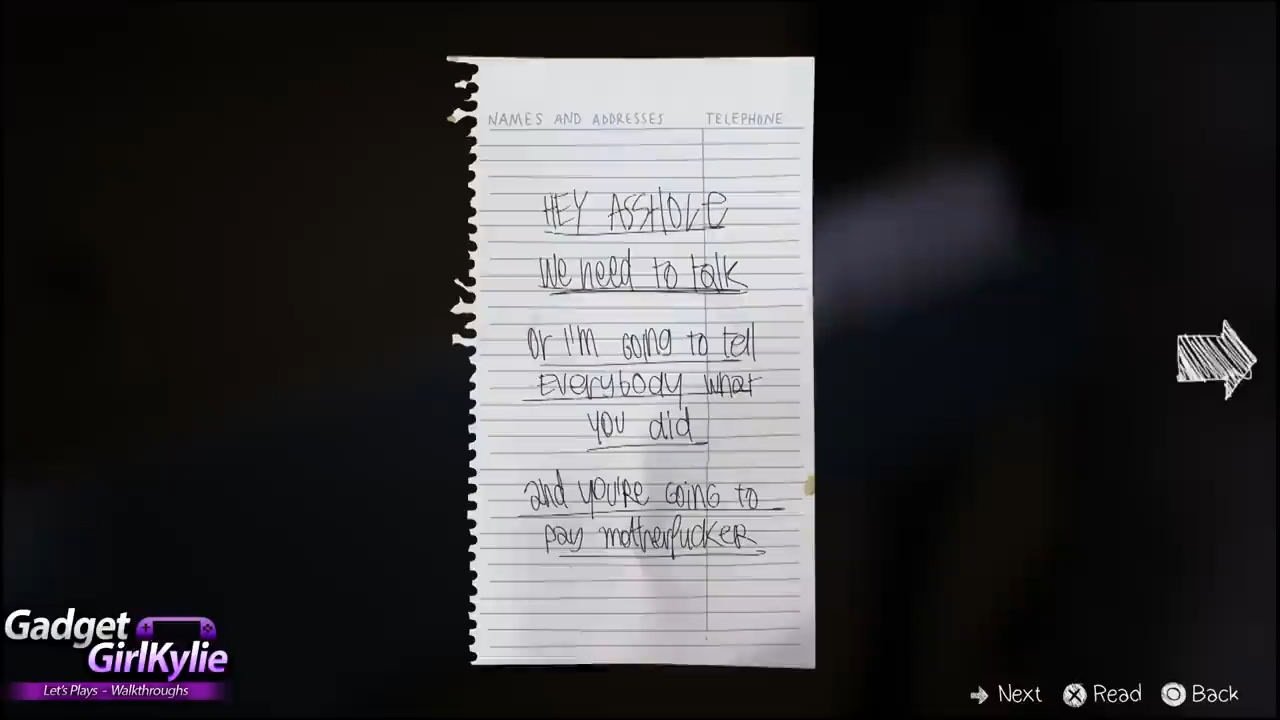 NAMES AND ADDRESSES TELEPHONE
HEY ASSHOLE
We need to talk
Or I'm going to tell
Everybody what
you did
and you're going to
pay motherfucker
Gadget
GirlKylie
Let's Plays - Walkthroughs
Next Read Back